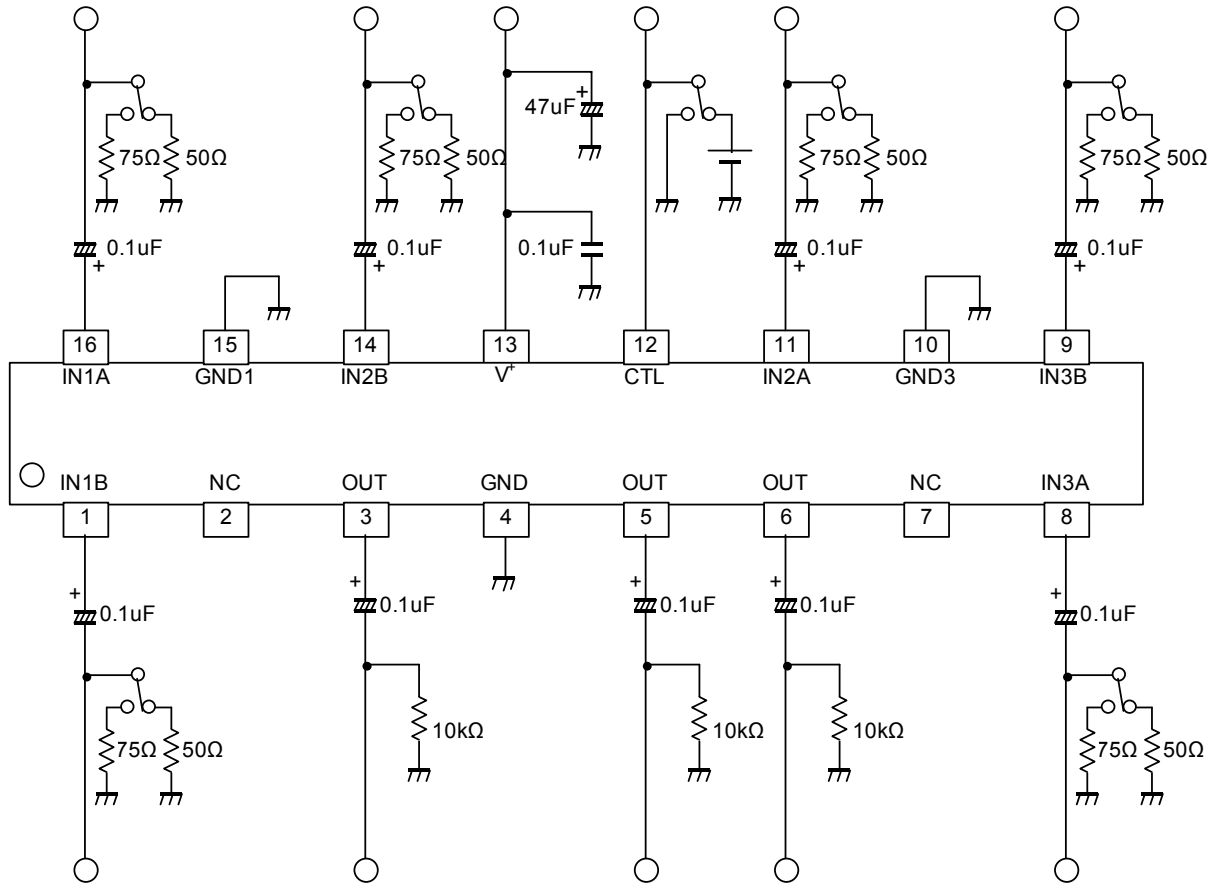 47uF +
75Ω 50Ω 75Ω 50Ω 75Ω 50Ω 75Ω 50Ω
0.1uF 0.1uF 0.1uF 0.1uF 0.1uF
+ + + +
16 15 14 13 12 11 10 9
IN1A GND1 IN2B V+ CTL IN2A GND3 IN3B
IN1B NC OUT GND OUT OUT NC IN3A
1 2 3 4 5 6 7 8
+ + + + +
0.1uF 0.1uF 0.1uF 0.1uF 0.1uF
10kΩ 10kΩ 10kΩ
75Ω 50Ω 75Ω 50Ω